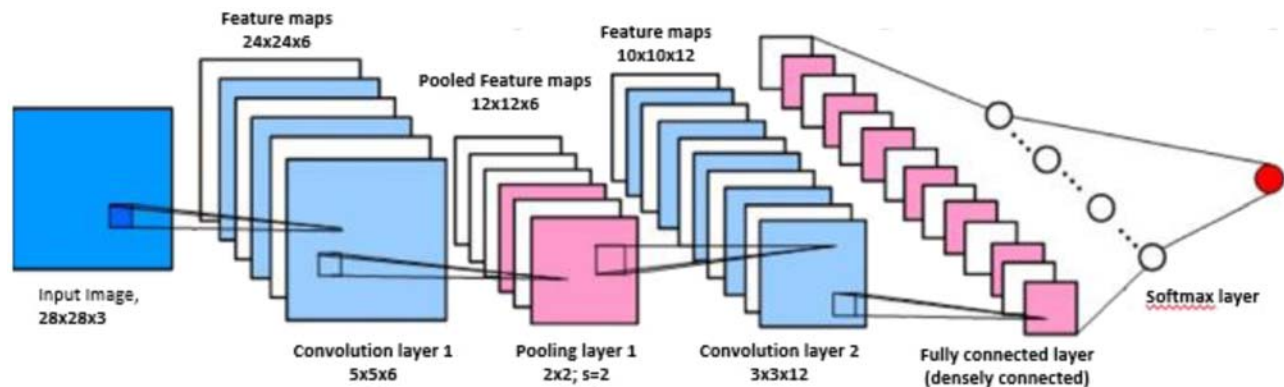 Feature maps
24x24x6
Pooled Feature maps
12x12x6
Feature maps
10x10x12
Input Image,
28x28x3
Convolution layer 1
5x5x6
Pooling layer 1
2x2; s=2
Convolution layer 2
3x3x12
Fully connected layer
(densely connected)
Softmax layer